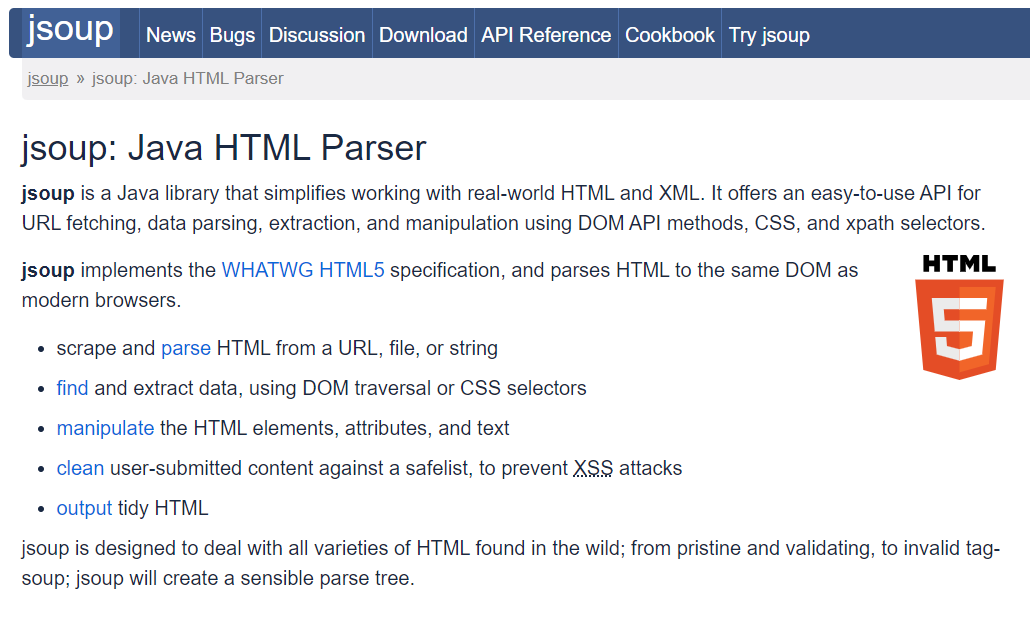 jsoup News Bugs Discussion Download API Reference Cookbook Try jsoup
jsoup » jsoup: Java HTML Parser
jsoup: Java HTML Parser
jsoup is a Java library that simplifies working with real-world HTML and XML. It offers an easy-to-use API for
URL fetching, data parsing, extraction, and manipulation using DOM API methods, CSS, and xpath selectors.
jsoup implements the WHATWG HTML5 specification, and parses HTML to the same DOM as
modern browsers.
HTML
5
• scrape and parse HTML from a URL, file, or string
• find and extract data, using DOM traversal or CSS selectors
• manipulate the HTML elements, attributes, and text
• clean user-submitted content against a safelist, to prevent XSS attacks
• output tidy HTML
jsoup is designed to deal with all varieties of HTML found in the wild; from pristine and validating, to invalid tag-
soup; jsoup will create a sensible parse tree.